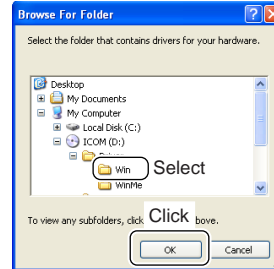 Browse For Folder
Select the folder that contains drivers for your hardware.
Desktop
My Documents
My Computer
Local Disk (C:)
ICOM (D:)
Win
Select
WinMe
To view any subfolders, click
Click
bove.
OK
Cancel